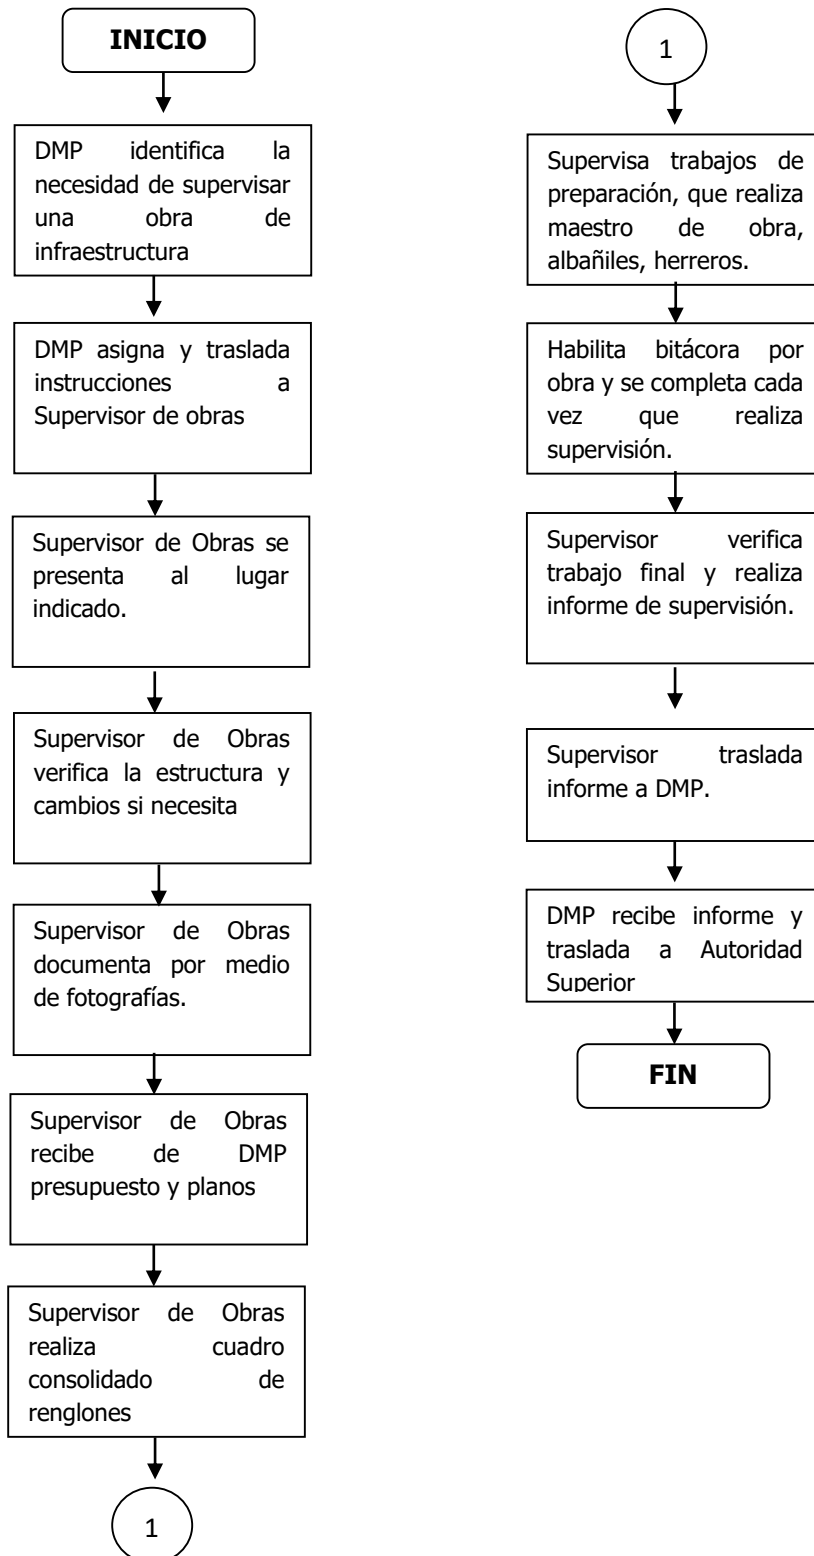 INICIO
DMP identifica la
necesidad de supervisar
una obra de
infraestructura
DMP asigna y traslada
instrucciones a
Supervisor de obras
Supervisor de Obras se
presenta al lugar
indicado.
Supervisor de Obras
verifica la estructura y
cambios si necesita
Supervisor de Obras
documenta por medio
de fotografías.
Supervisor de Obras
recibe de DMP
presupuesto y planos
Supervisor de Obras
realiza cuadro
consolidado de
renglones
1
1
Supervisa trabajos de
preparación, que realiza
maestro de obra,
albañiles, herreros.
Habilita bitácora por
obra y se completa cada
vez que realiza
supervisión.
Supervisor verifica
trabajo final y realiza
informe de supervisión.
Supervisor traslada
informe a DMP.
DMP recibe informe y
traslada a Autoridad
Superior
FIN